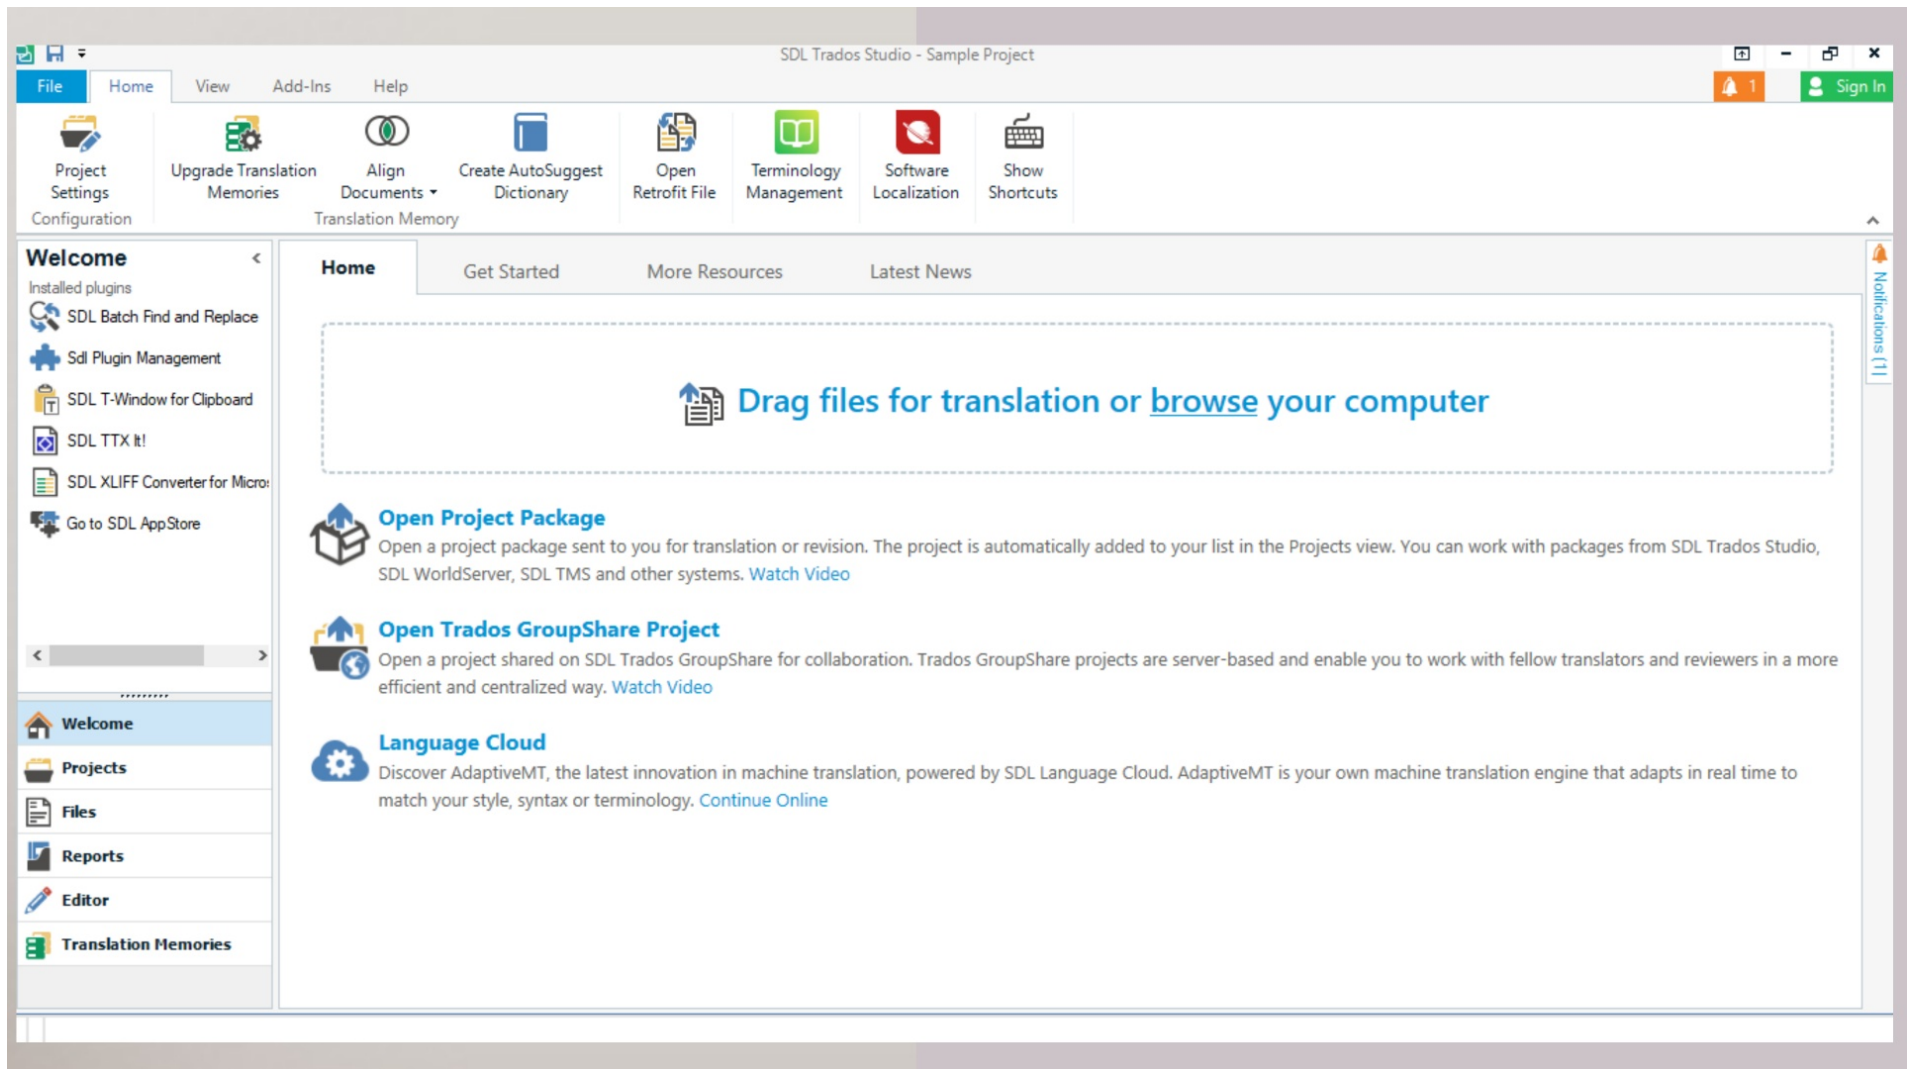 SDL Trados Studio - Sample Project
File Home View Add-Ins Help
1 Sign In
Project Settings
Upgrade Translation Memories
Align Documents
Create AutoSuggest Dictionary
Open Retrofit File
Terminology Management
Software Localization
Show Shortcuts
Configuration
Translation Memory
Welcome
Installed plugins
SDL Batch Find and Replace
Sdl Plugin Management
SDL T-Window for Clipboard
SDL TTX It!
SDL XLIFF Converter for Micros
Go to SDL AppStore
Welcome
Projects
Files
Reports
Editor
Translation Memories
Home Get Started More Resources Latest News
Drag files for translation or browse your computer
Open Project Package
Open a project package sent to you for translation or revision. The project is automatically added to your list in the Projects view. You can work with packages from SDL Trados Studio,
SDL WorldServer, SDL TMS and other systems. Watch Video
Open Trados GroupShare Project
Open a project shared on SDL Trados GroupShare for collaboration. Trados GroupShare projects are server-based and enable you to work with fellow translators and reviewers in a more
efficient and centralized way. Watch Video
Language Cloud
Discover AdaptiveMT, the latest innovation in machine translation, powered by SDL Language Cloud. AdaptiveMT is your own machine translation engine that adapts in real time to
match your style, syntax or terminology. Continue Online
Notifications (1)